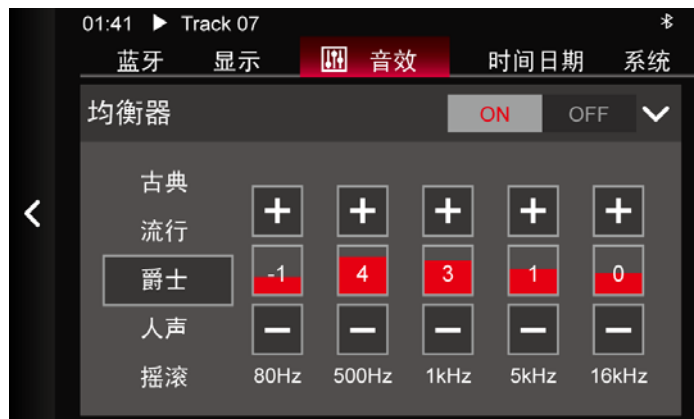 01:41 Track 07
蓝牙 显示 音效 时间日期 系统
均衡器 ON OFF
古典
流行
爵士 -1 4 3 1 0
人声
摇滚 80Hz 500Hz 1kHz 5kHz 16kHz